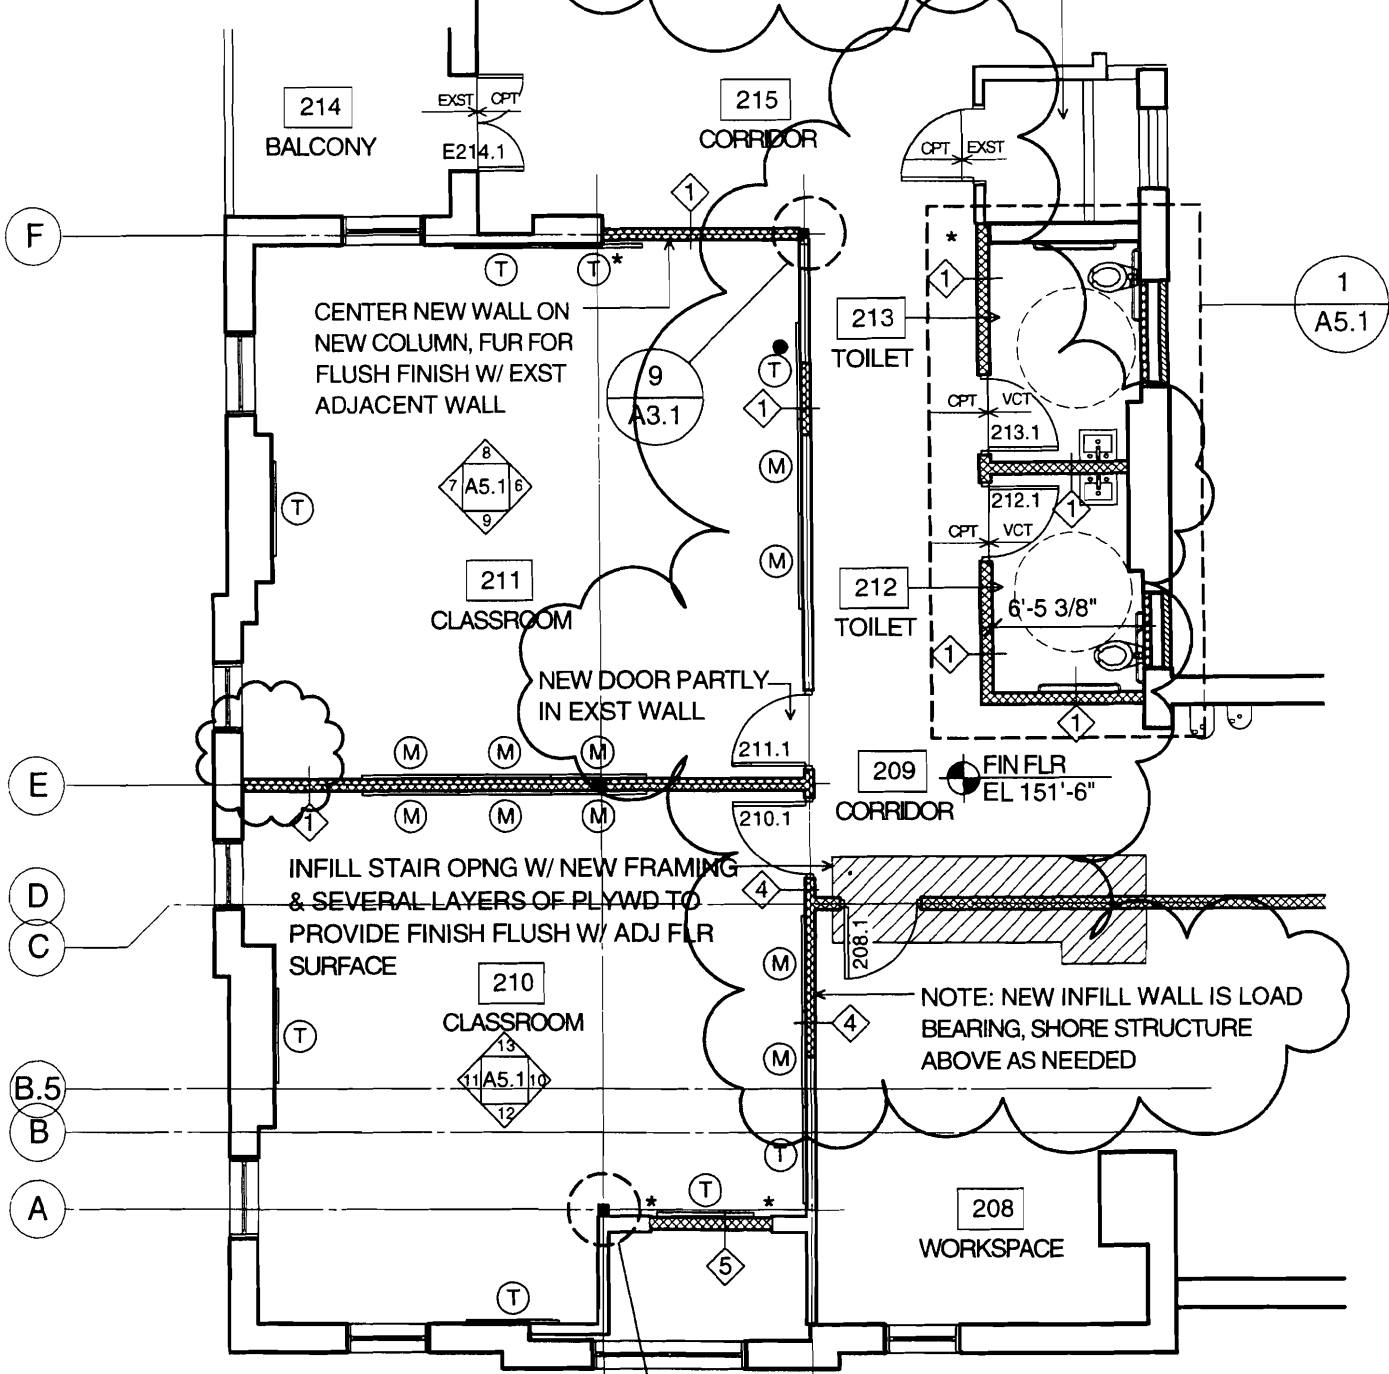 214
BALCONY
EXST
CPT
E214.1
215
CORRIDOR
CPT
EXST
F
1
T
T*
*
1
1
A5.1
CENTER NEW WALL ON
NEW COLUMN, FUR FOR
FLUSH FINISH W/ EXST
ADJACENT WALL
9
A3.1
T
1
213
TOILET
CPT
VCT
213.1
M
8
7
A5.1
6
9
T
212.1
1
CPT
VCT
M
211
CLASSROOM
212
TOILET
6'-5 3/8"
1
NEW DOOR PARTLY
IN EXST WALL
1
211.1
M
M
M
E
209
CORRIDOR
FIN FLR
EL 151'-6"
1
M
M
M
210.1
INFILL STAIR OPNG W/ NEW FRAMING
& SEVERAL LAYERS OF PLYWD TO
PROVIDE FINISH FLUSH W/ ADJ FLR
SURFACE
4
D
C
208.1
M
210
CLASSROOM
NOTE: NEW INFILL WALL IS LOAD
BEARING, SHORE STRUCTURE
ABOVE AS NEEDED
4
T
13
11
A5.1
10
12
M
B.5
B
T
A
*
T
*
208
WORKSPACE
5
T